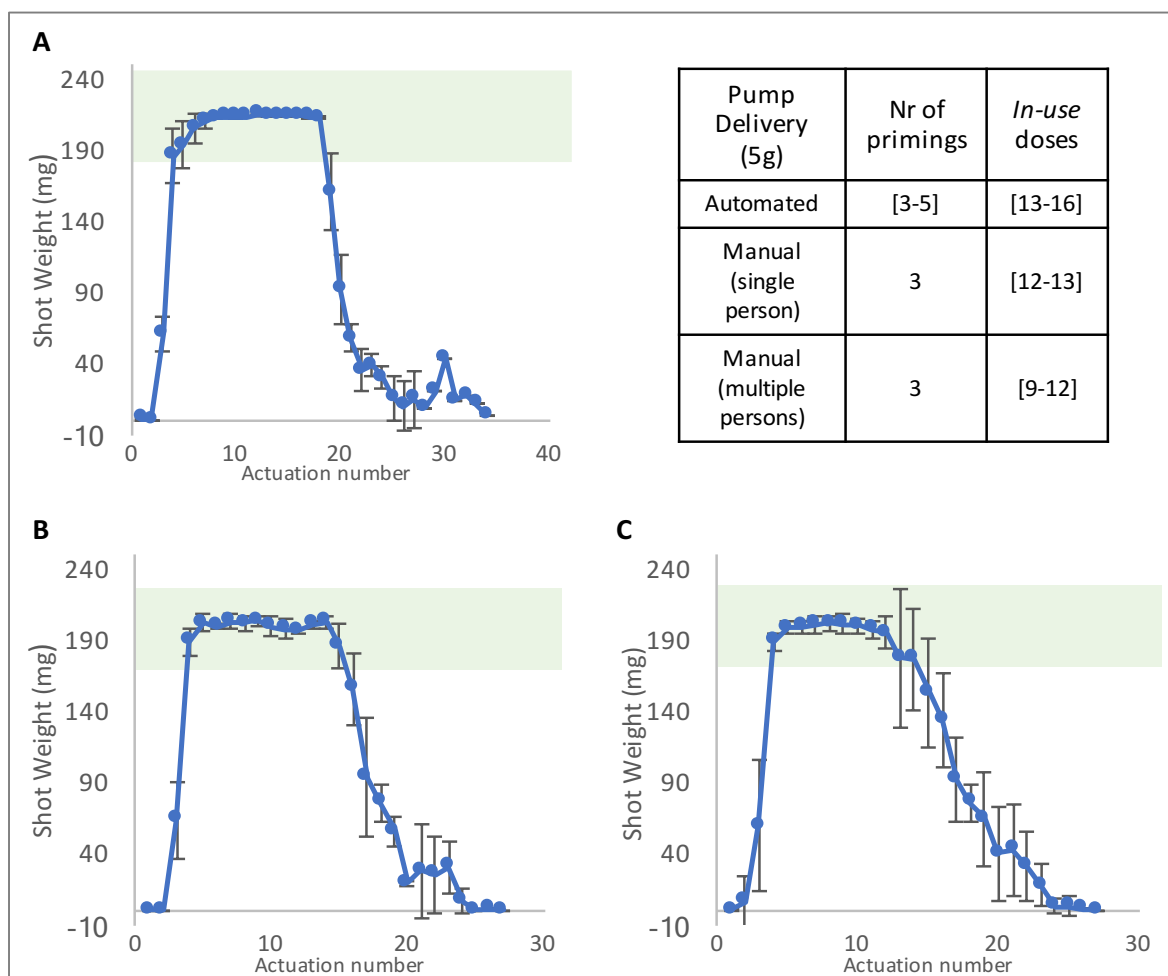 A
240
190
140
90
40
-10
Shot Weight (mg)
0 10 20 30 40
Actuation number
Pump Delivery (5g) Nr of primings In-use doses
Automated [3-5] [13-16]
Manual (single person) 3 [12-13]
Manual (multiple persons) 3 [9-12]
B
240
190
140
90
40
-10
Shot Weight (mg)
0 10 20 30
Actuation number
C
240
190
140
90
40
-10
Shot Weight (mg)
0 10 20 30
Actuation number